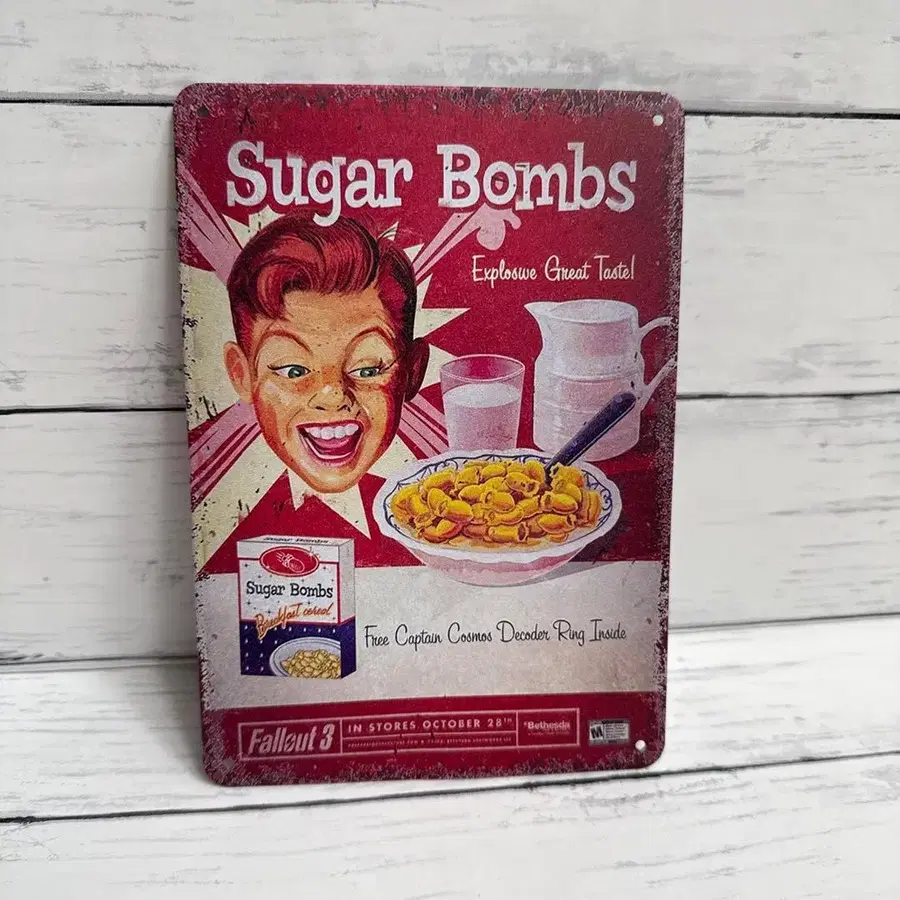 Sugar Bombs
Explosive Great Taste!
Sugar Bombs
Sugar Bombs
Breakfast cereal
Free Captain Cosmos Decoder Ring Inside
Fallout 3
IN STORES OCTOBER 28TH
Bethesda
M